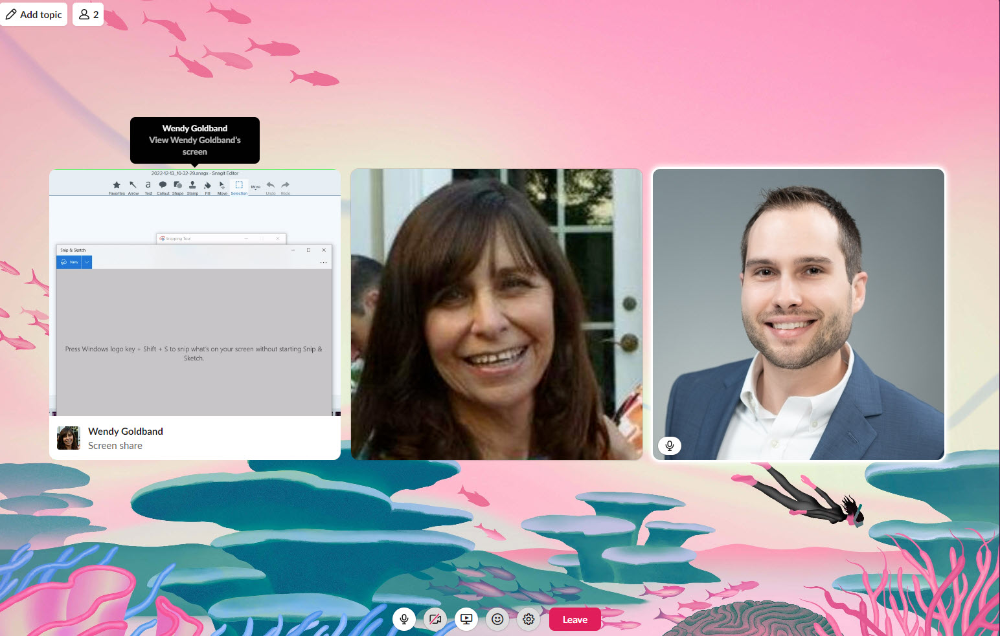 Add topic
2
Wendy Goldband
View Wendy Goldband's
screen
2022-12-13_10-32-29.snagx - Snagit Editor
Favorites Arrow Text Callout Shape Stamp Fill Move Selection More Undo Redo
Snipping Tool
Snip & Sketch
New
Press Windows logo key + Shift + S to snip what's on your screen without starting Snip &
Sketch.
Wendy Goldband
Screen share
Leave